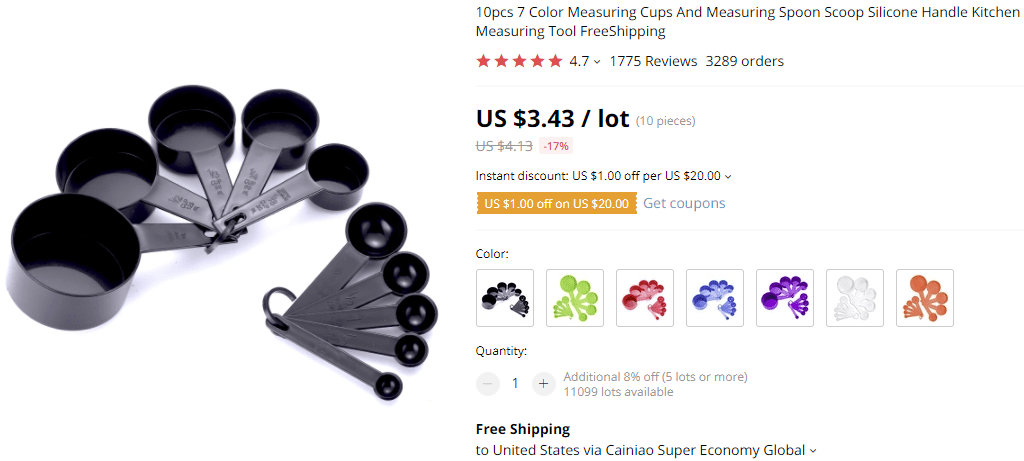 10pcs 7 Color Measuring Cups And Measuring Spoon Scoop Silicone Handle Kitchen
Measuring Tool FreeShipping
4.7 1775 Reviews 3289 orders
US $3.43 / lot (10 pieces)
US $4.13 -17%
Instant discount: US $1.00 off per US $20.00
US $1.00 off on US $20.00 Get coupons
Color:
Quantity:
1
Additional 8% off (5 lots or more)
11099 lots available
Free Shipping
to United States via Cainiao Super Economy Global